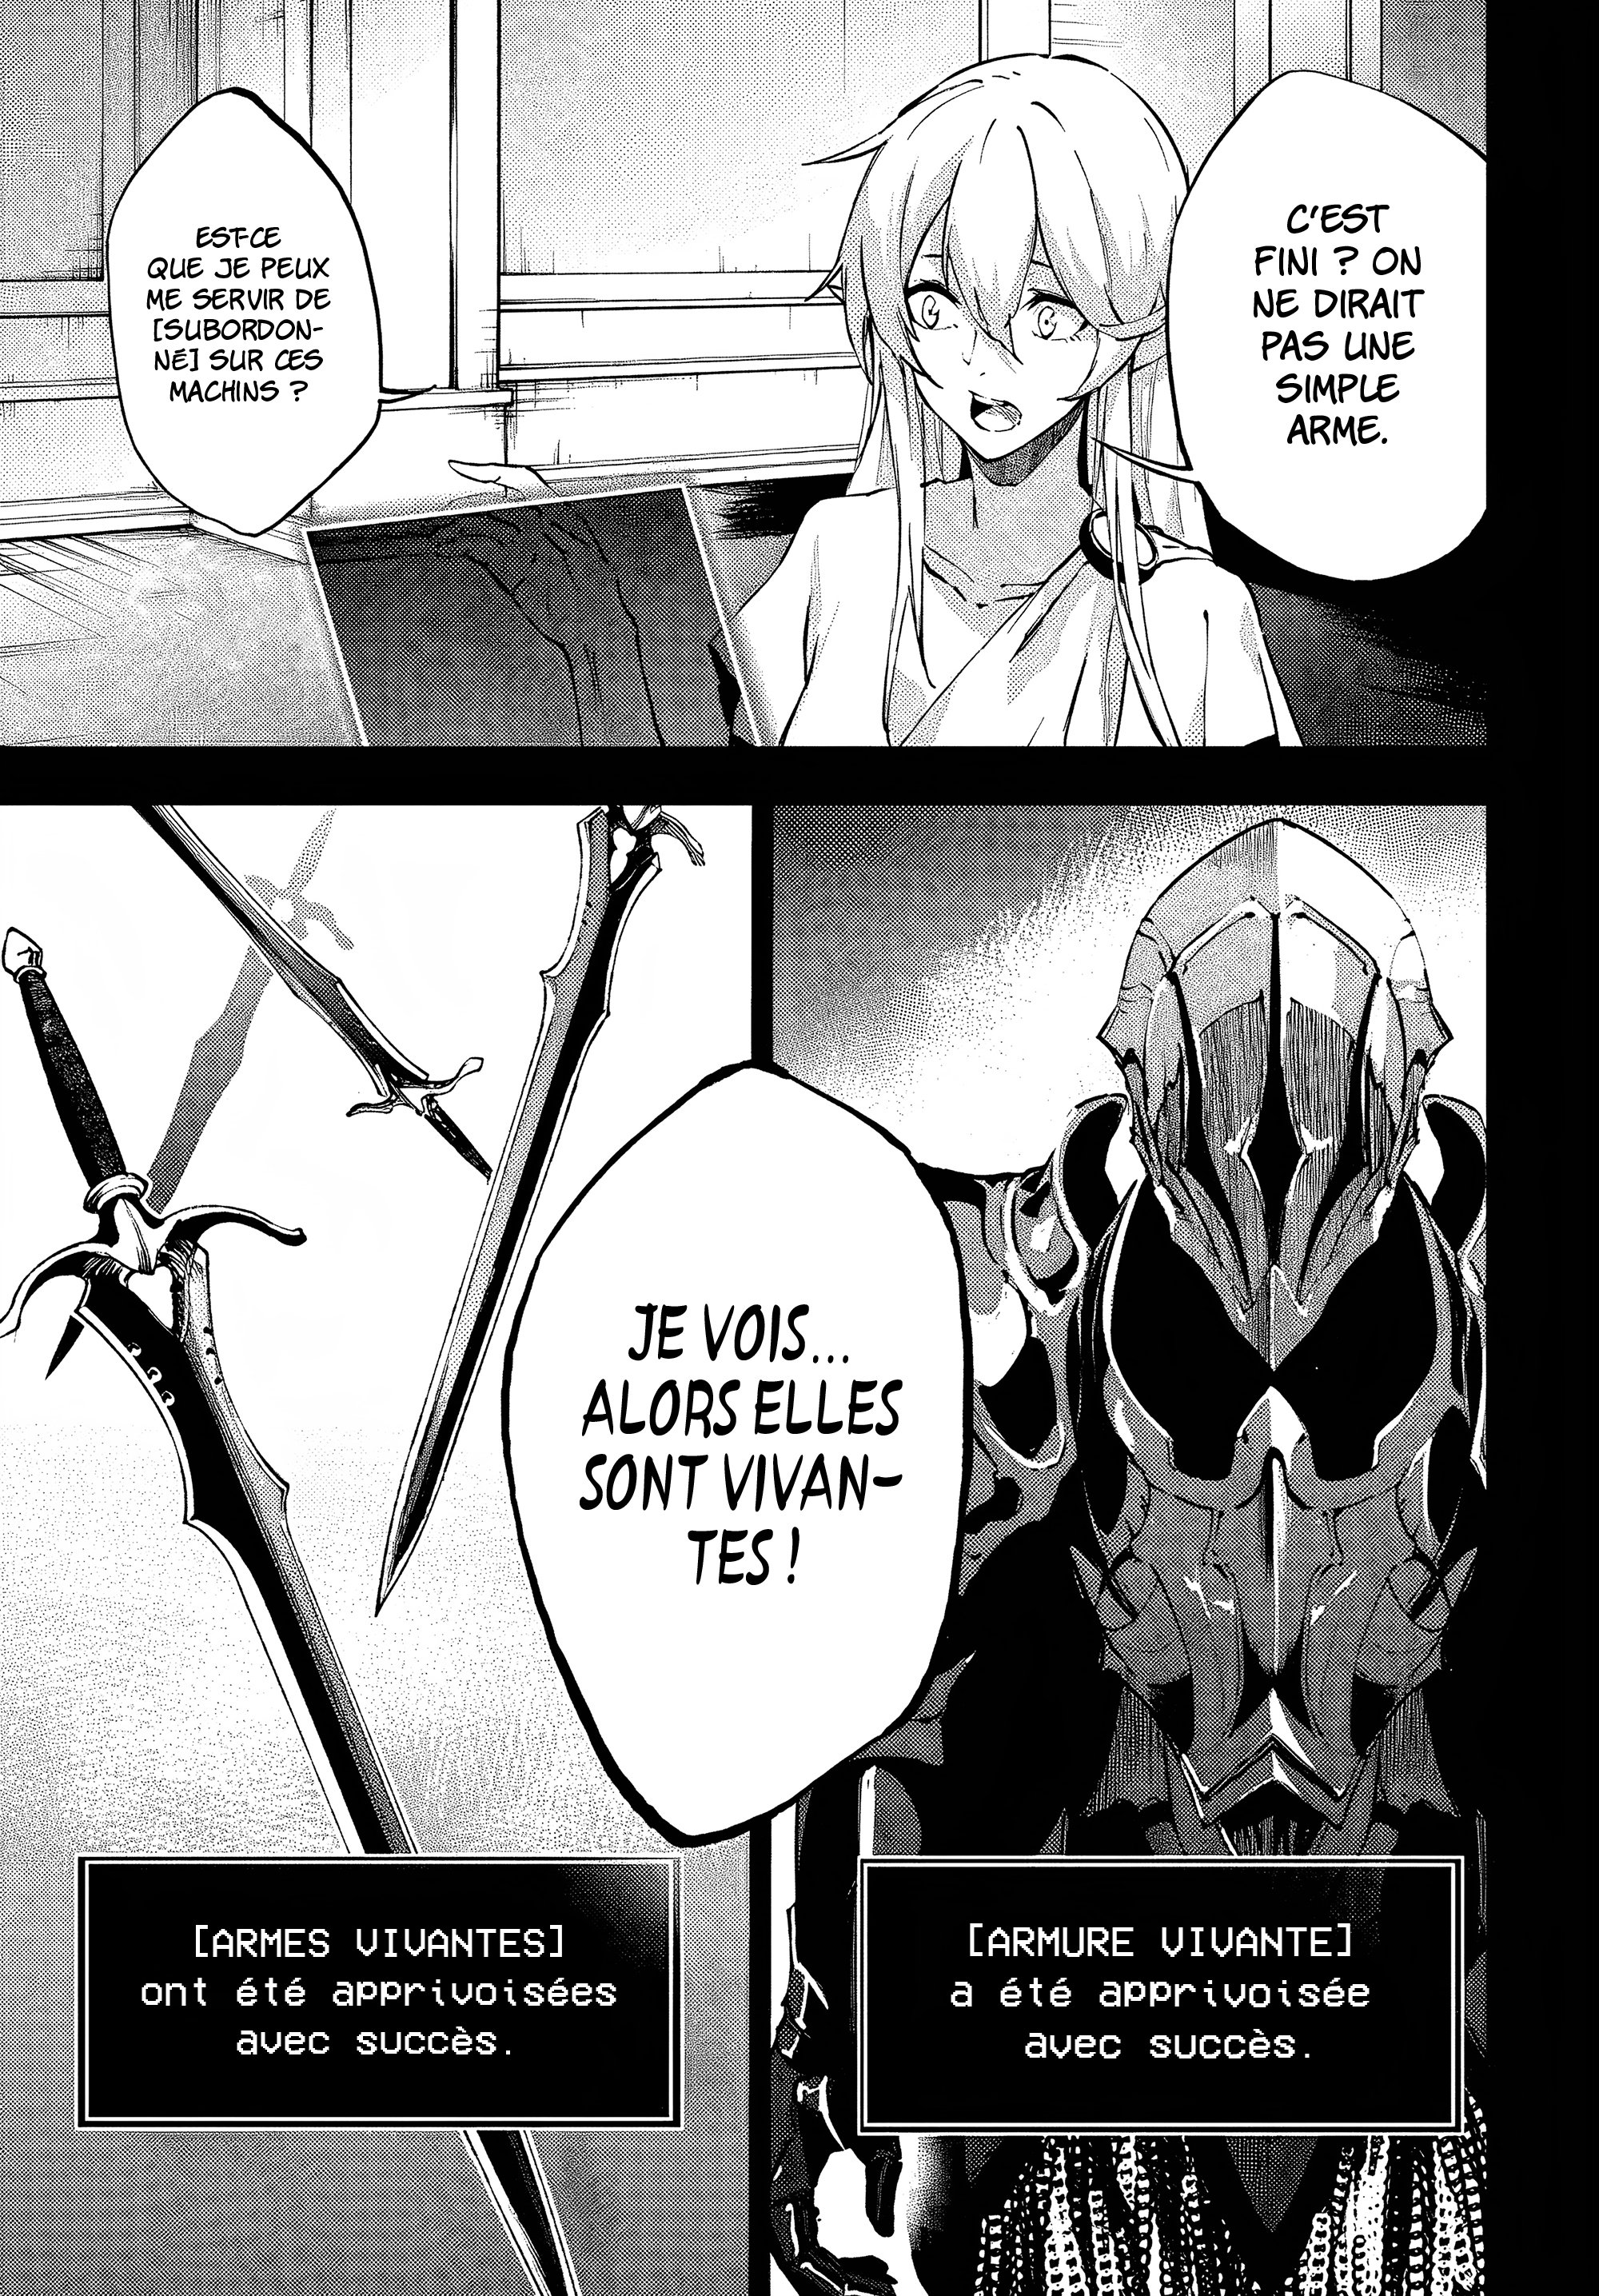 C'EST
FINI ? ON
NE DIRAIT
PAS UNE
SIMPLE
ARME.
EST-CE
QUE JE PEUX
ME SERVIR DE
[SUBORDON-
NÉ] SUR CES
MACHINS ?
JE VOIS...
ALORS ELLES
SONT VIVAN-
TES !
[ARMURE VIVANTE]
a été apprivoisée
avec succès.
[ARMES VIVANTES]
ont été apprivoisées
avec succès.